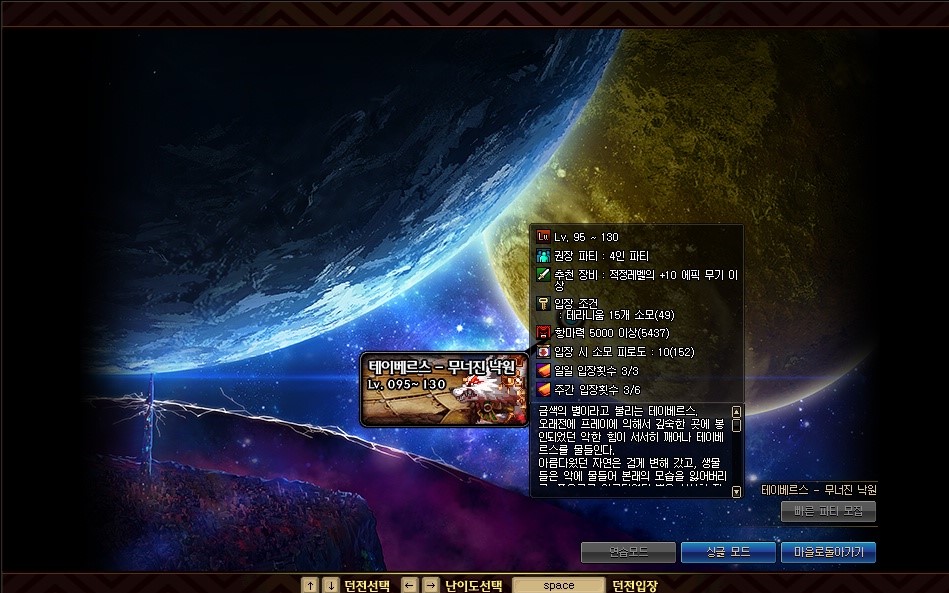 Lv. 95 ~ 130
권장 파티 : 4인 파티
추천 장비 : 적정레벨의 +10 에픽 무기 이
상
입장 조건
: 테라니움 15개 소모(49)
항마력 5000 이상(5437)
입장 시 소모 피로도 : 10(152)
일일 입장횟수 3/3
주간 입장횟수 3/6
테이베르스 - 무너진 낙원
Lv. 095~130
금색의 별이라고 불리는 테이베르스,
오래전에 프레이에 의해서 깊숙한 곳에 봉
인되었던 악한 힘이 서서히 깨어나 테이베
르스를 물들인다.
아름다웠던 자연은 검게 변해 갔고, 생물
들은 악에 물들어 본래의 모습을 잃어버리
테이베르스 - 무너진 낙원
빠른 파티 모집
연습모드
싱글 모드
마을로돌아가기
↑ ↓ 던전선택 ← → 난이도선택 space 던전입장